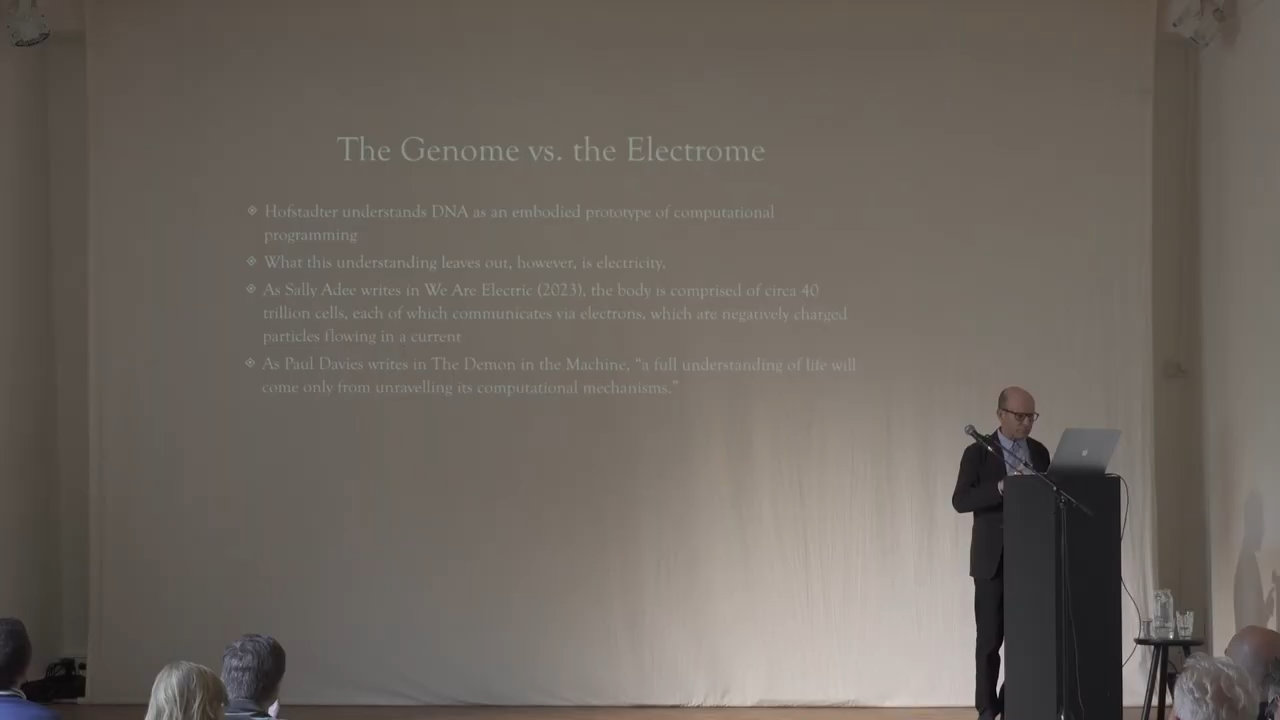 The Genome vs. the Electrome
Hofstadter understands DNA as an embodied prototype of computational
programming
What this understanding leaves out, however, is electricity.
As Sally Adee writes in We Are Electric (2023), the body is comprised of circa 40
trillion cells, each of which communicates via electrons, which are negatively charged
particles flowing in a current
As Paul Davies writes in The Demon in the Machine, “a full understanding of life will
come only from unravelling its computational mechanisms.”